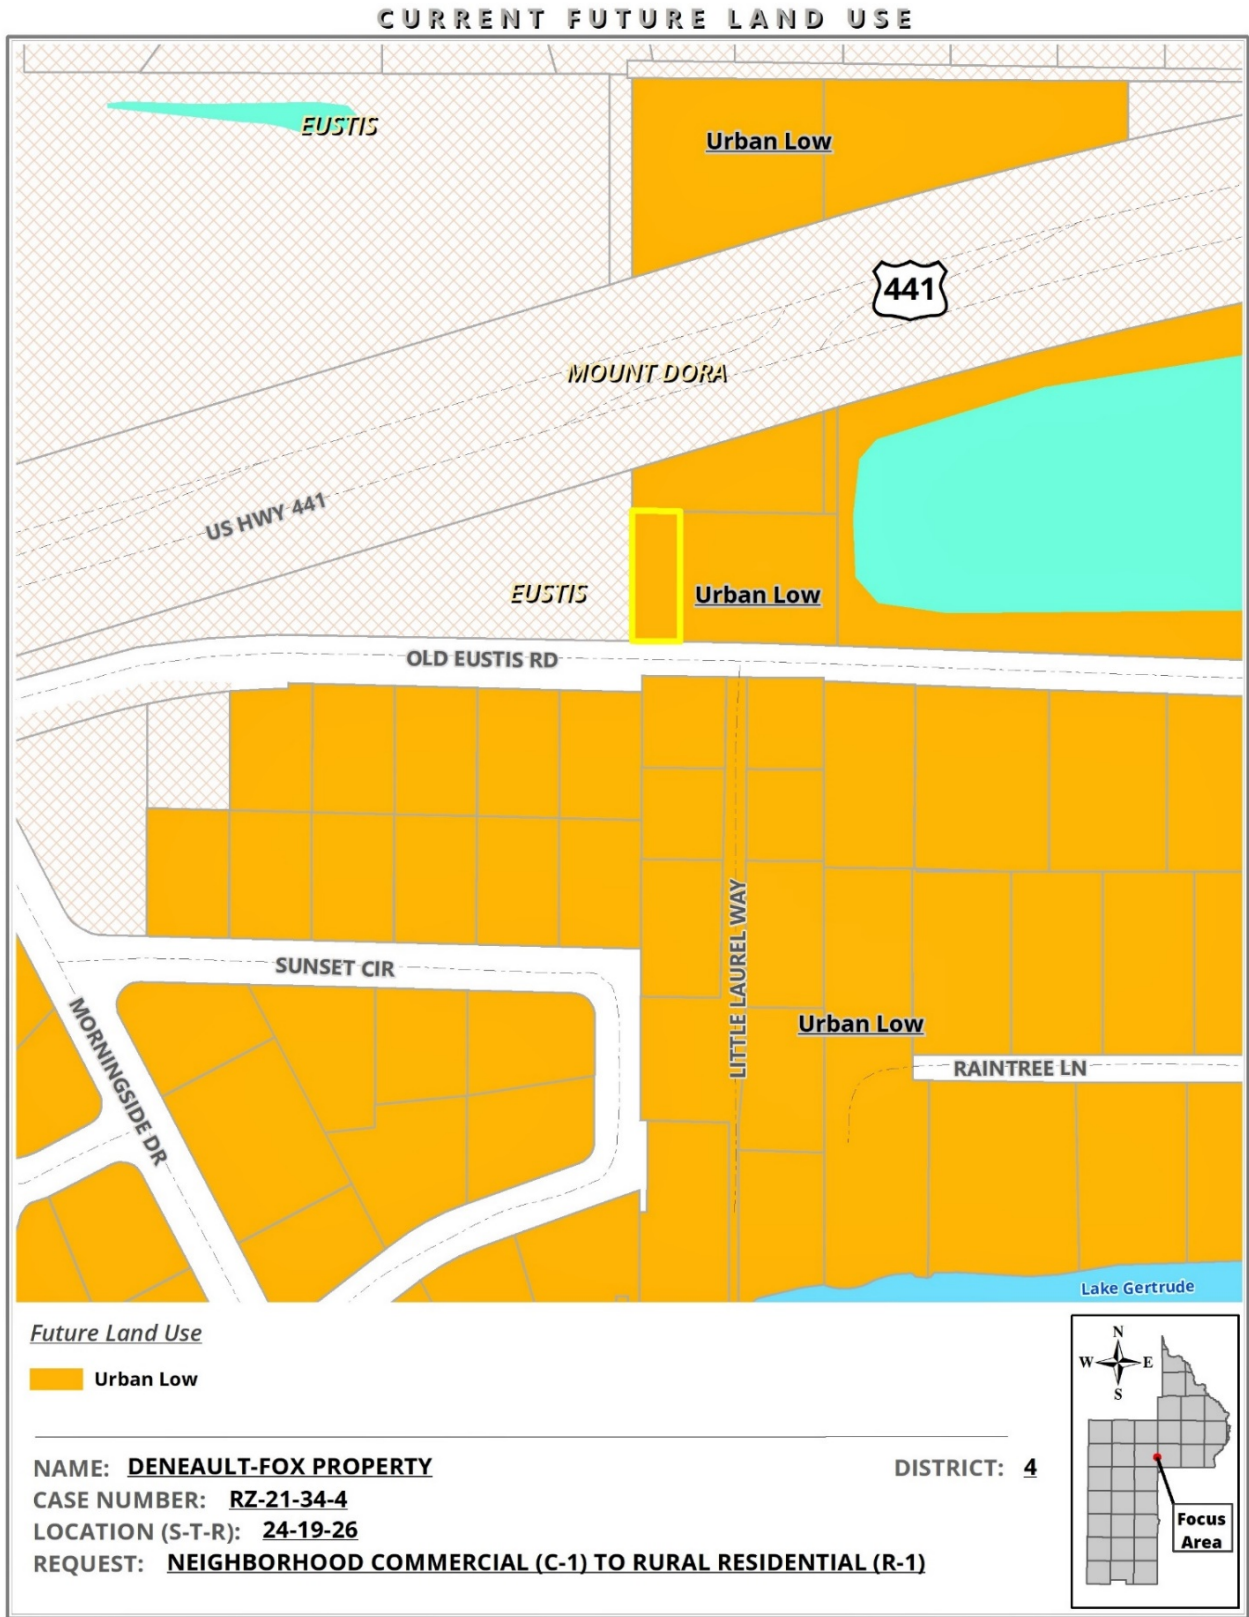 CURRENT FUTURE LAND USE
EUSTIS
Urban Low
441
MOUNT DORA
US HWY 441
EUSTIS
Urban Low
OLD EUSTIS RD
LITTLE LAUREL WAY
SUNSET CIR
MORNINGSIDE DR
Urban Low
RAINTREE LN
Lake Gertrude
Future Land Use
Urban Low
N
W E
S
Focus
Area
NAME: DENEAULT-FOX PROPERTY DISTRICT: 4
CASE NUMBER: RZ-21-34-4
LOCATION (S-T-R): 24-19-26
REQUEST: NEIGHBORHOOD COMMERCIAL (C-1) TO RURAL RESIDENTIAL (R-1)